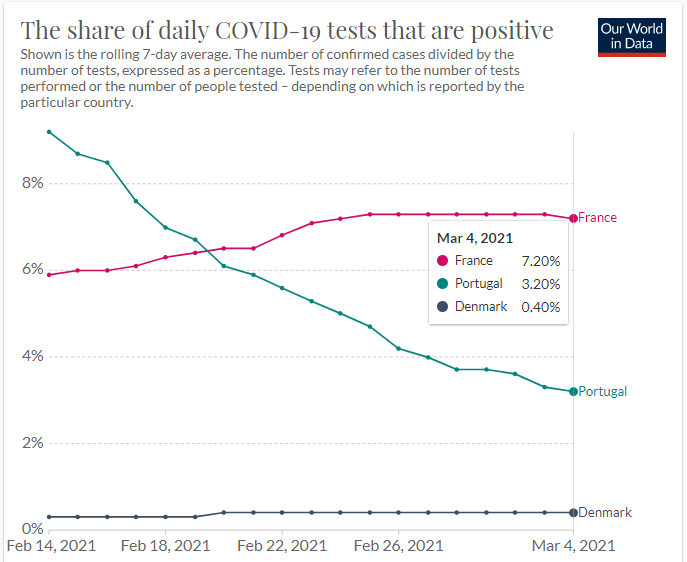 The share of daily COVID-19 tests that are positive
Our World
in Data
Shown is the rolling 7-day average. The number of confirmed cases divided by the
number of tests, expressed as a percentage. Tests may refer to the number of tests
performed or the number of people tested – depending on which is reported by the
particular country.
8%
6%
4%
2%
0%
France
Mar 4, 2021
France 7.20%
Portugal 3.20%
Denmark 0.40%
Portugal
Denmark
Feb 14, 2021 Feb 18, 2021 Feb 22, 2021 Feb 26, 2021 Mar 4, 2021